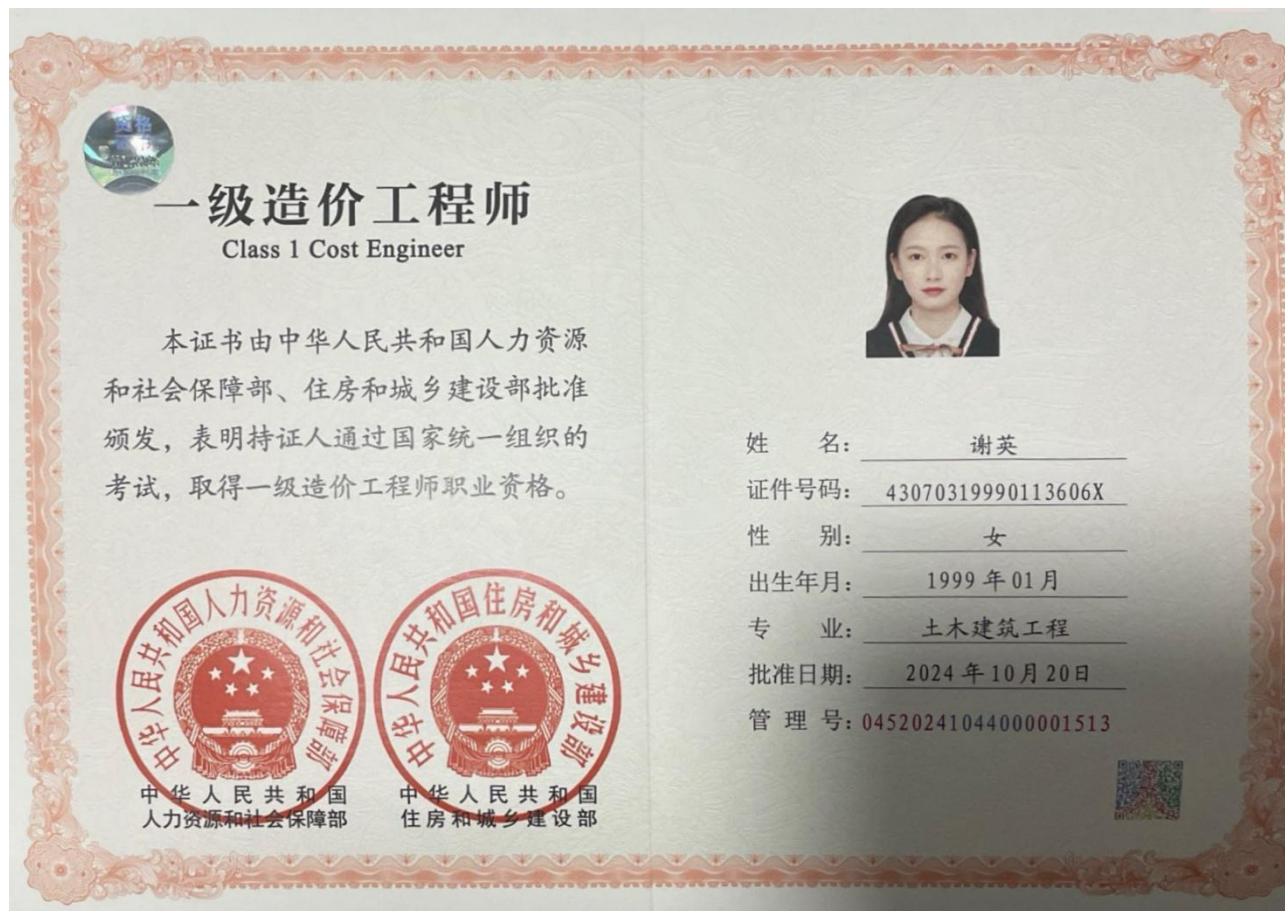 一级造价工程师
Class 1 Cost Engineer
本证书由中华人民共和国人力资源
和社会保障部、住房和城乡建设部批准
颁发，表明持证人通过国家统一组织的
考试，取得一级造价工程师职业资格。
中华人民共和国人力资源和社会保障部
中华人民共和国
人力资源和社会保障部
中华人民共和国住房和城乡建设部
中华人民共和国
住房和城乡建设部
姓 名： 谢英
证件号码： 43070319990113606X
性 别： 女
出生年月： 1999 年 01 月
专 业： 土木建筑工程
批准日期： 2024 年 10 月 20 日
管 理 号： 04520241044000001513